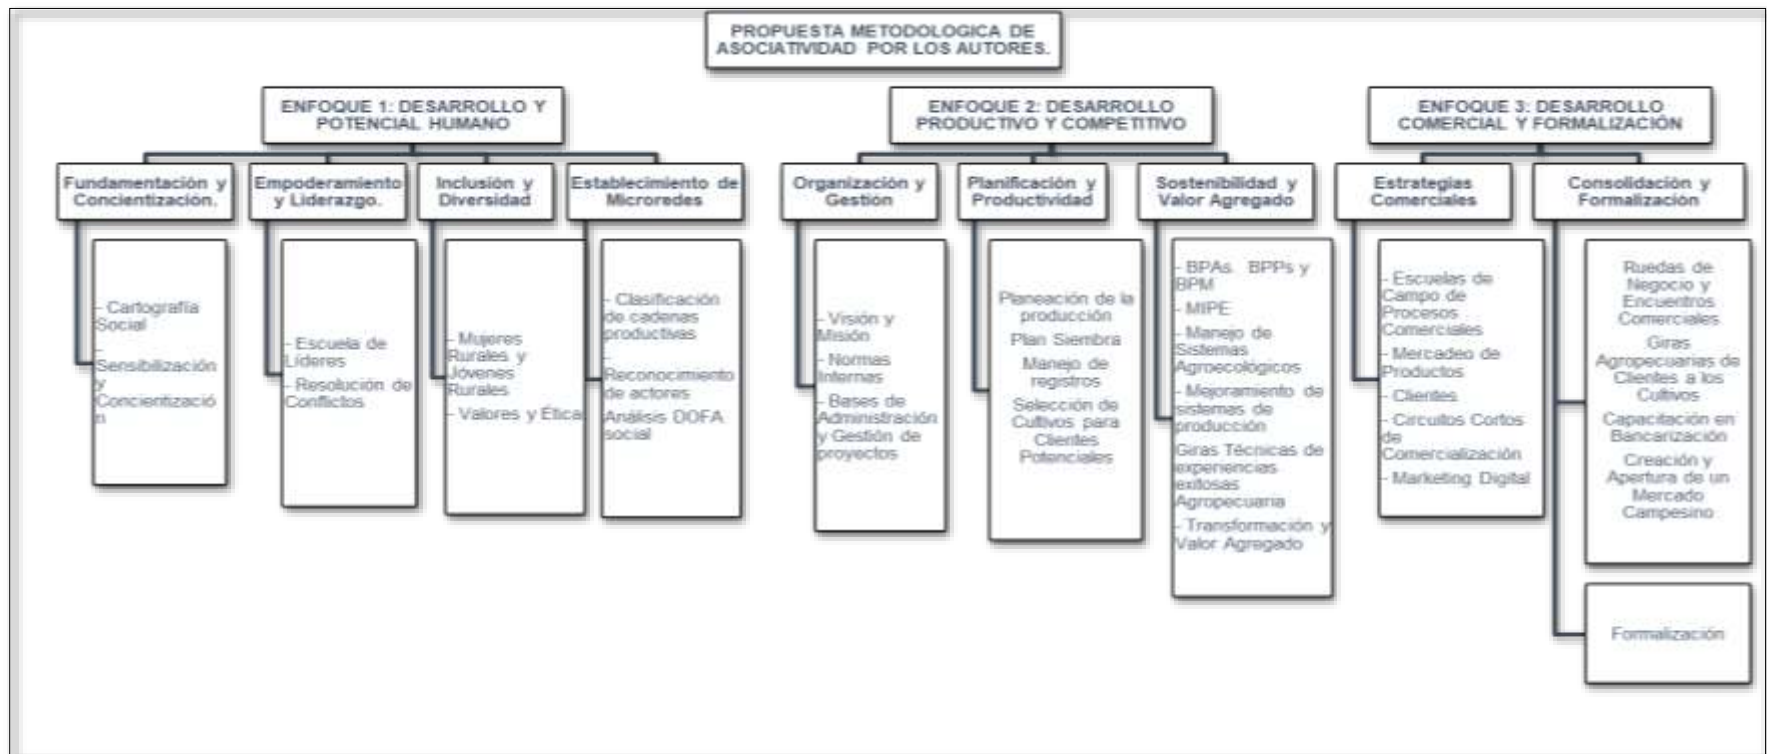 PROPUESTA METODOLOGICA DE
ASOCIATIVIDAD POR LOS AUTORES.
ENFOQUE 1: DESARROLLO Y
POTENCIAL HUMANO
Fundamentación y
Concientización.
- Cartografía
Social
-
Sensibilización
y
Concientizació
n
Empoderamiento
y Liderazgo.
- Escuela de
Líderes
- Resolución de
Conflictos
Inclusión y
Diversidad
- Mujeres
Rurales y
Jóvenes
Rurales
- Valores y Ética
Establecimiento de
Microredes
- Clasificación
de cadenas
productivas
-
Reconocimiento
de actores
Análisis DOFA
social
ENFOQUE 2: DESARROLLO
PRODUCTIVO Y COMPETITIVO
Organización y
Gestión
- Visión y
Misión
- Normas
Internas
- Bases de
Administración
y Gestión de
proyectos
Planificación y
Productividad
Planeación de la
producción
Plan Siembra
Manejo de
registros
Selección de
Cultivos para
Clientes
Potenciales
Sostenibilidad y
Valor Agregado
- BPAs. BPPs y
BPM
- MIPE
- Manejo de
Sistemas
Agroecológicos
- Mejoramiento de
sistemas de
producción
Giras Técnicas de
experiencias
exitosas
Agropecuaria
- Transformación y
Valor Agregado
ENFOQUE 3: DESARROLLO
COMERCIAL Y FORMALIZACIÓN
Estrategias
Comerciales
- Escuelas de
Campo de
Procesos
Comerciales
- Mercadeo de
Productos
- Clientes
- Circuitos Cortos
de
Comercialización
- Marketing Digital
Consolidación y
Formalización
Ruedas de
Negocio y
Encuentros
Comerciales
Giras
Agropecuarias de
Clientes a los
Cultivos
Capacitación en
Bancarización
Creación y
Apertura de un
Mercado
Campesino
Formalización